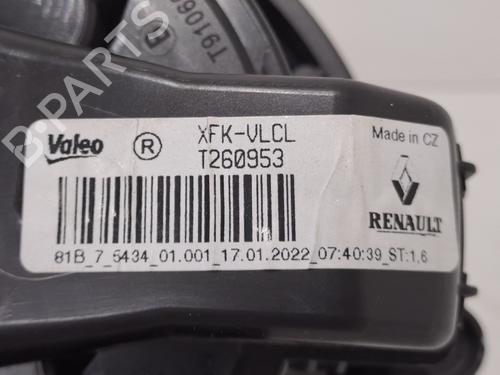 T9106
B-PARTS
Valeo
R
XFK-VLCL
T260953
Made in CZ
RENAULT
81B_7_5434_01.001_17.01.2022_07:40:39_ST:1,6